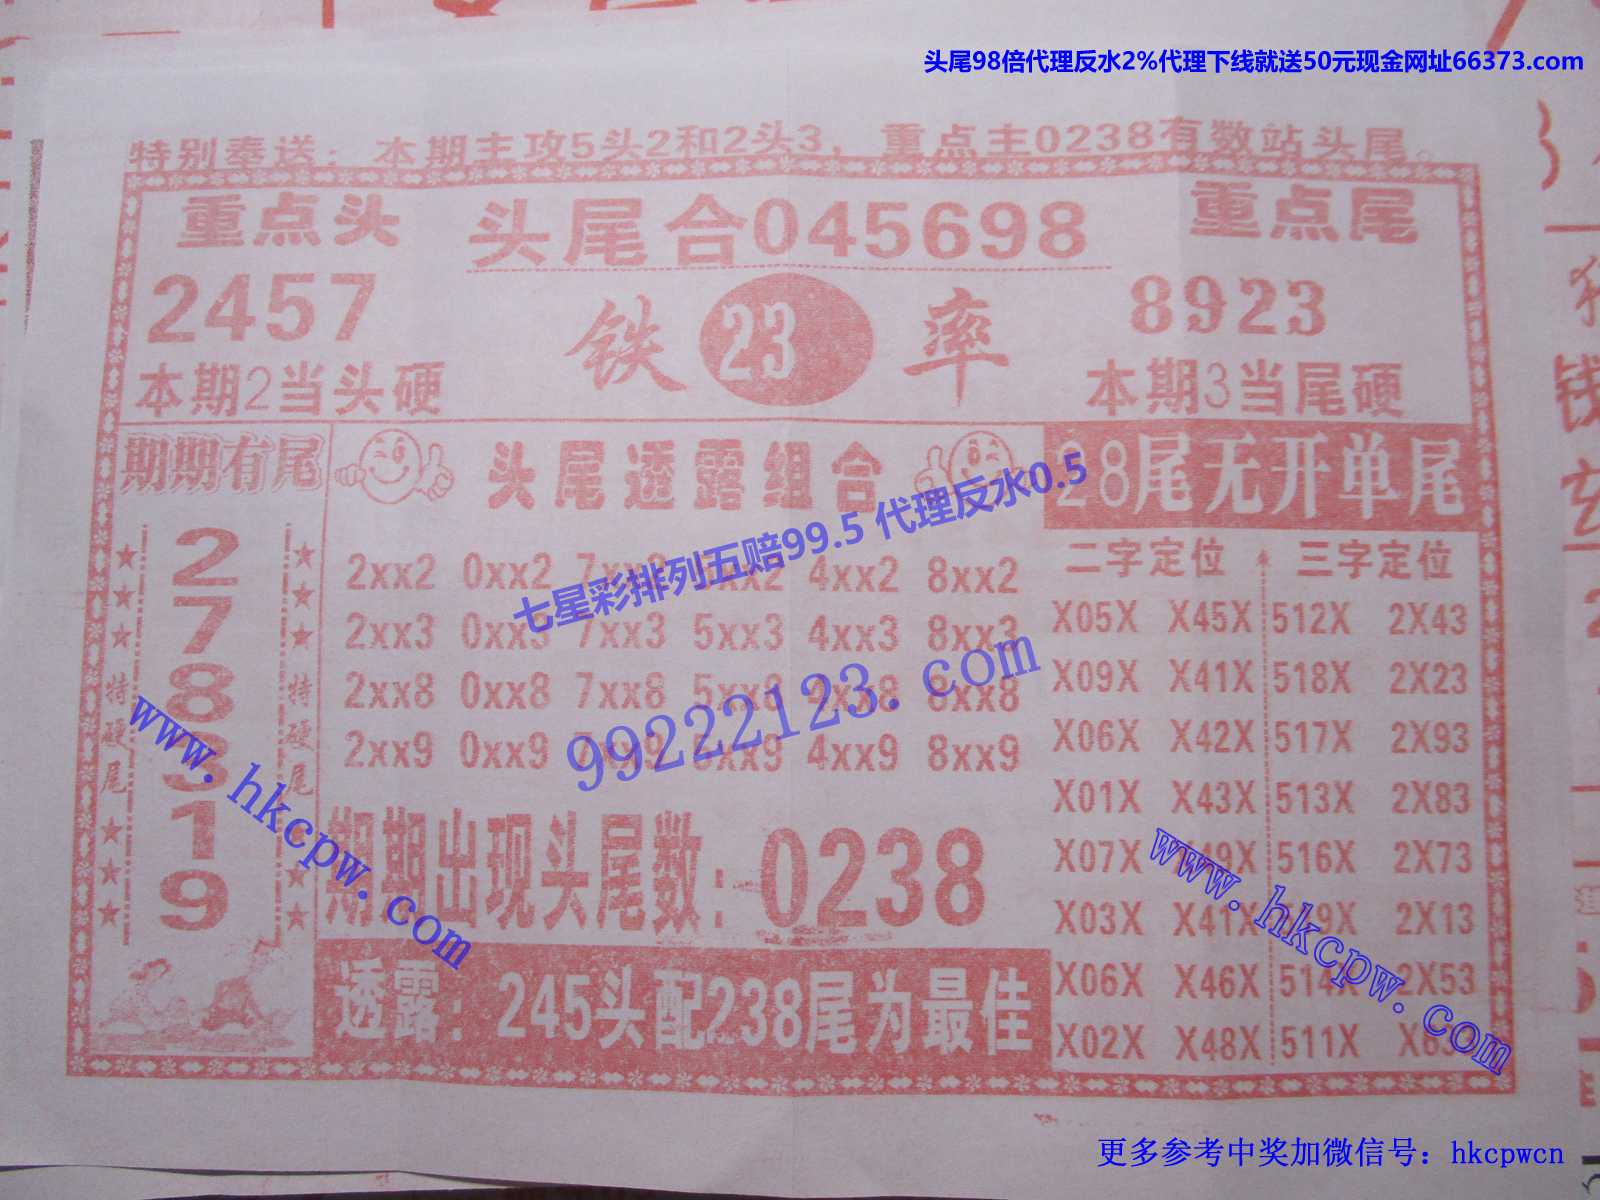 头尾98倍代理反水2%代理下线就送50元现金网址66373.com
特别奉送：本期主攻5头2和2头3，重点主0238有数站头尾。
重点头 头尾合045698 重点尾
2457 铁 23 率 8923
本期2当头硬 本期3当尾硬
期期有尾 头尾透露组合 28尾无开单尾
七星彩排列五赔99.5 代理反水0.5
99222123.com
2
7
8
3
1
9
特硬尾
特硬尾
2xx2 0xx2 5xx2 4xx2 8xx2
2xx3 0xx3 7xx3 5xx3 4xx3 8xx3
2xx8 0xx8 7xx8 5xx8 4xx8 8xx8
2xx9 0xx9 7xx9 5xx9 4xx9 8xx9
期期出现头尾数：0238
透露：245头配238尾为最佳
二字定位 三字定位
X05X X45X 512X 2X43
X09X X41X 518X 2X23
X06X X42X 517X 2X93
X01X X43X 513X 2X83
X07X X49X 516X 2X73
X03X X41X 519X 2X13
X06X X46X 514X 2X53
X02X X48X 511X
www.hkcpw.com
www.hkcpw.com
更多参考中奖加微信号：hkcpwcn